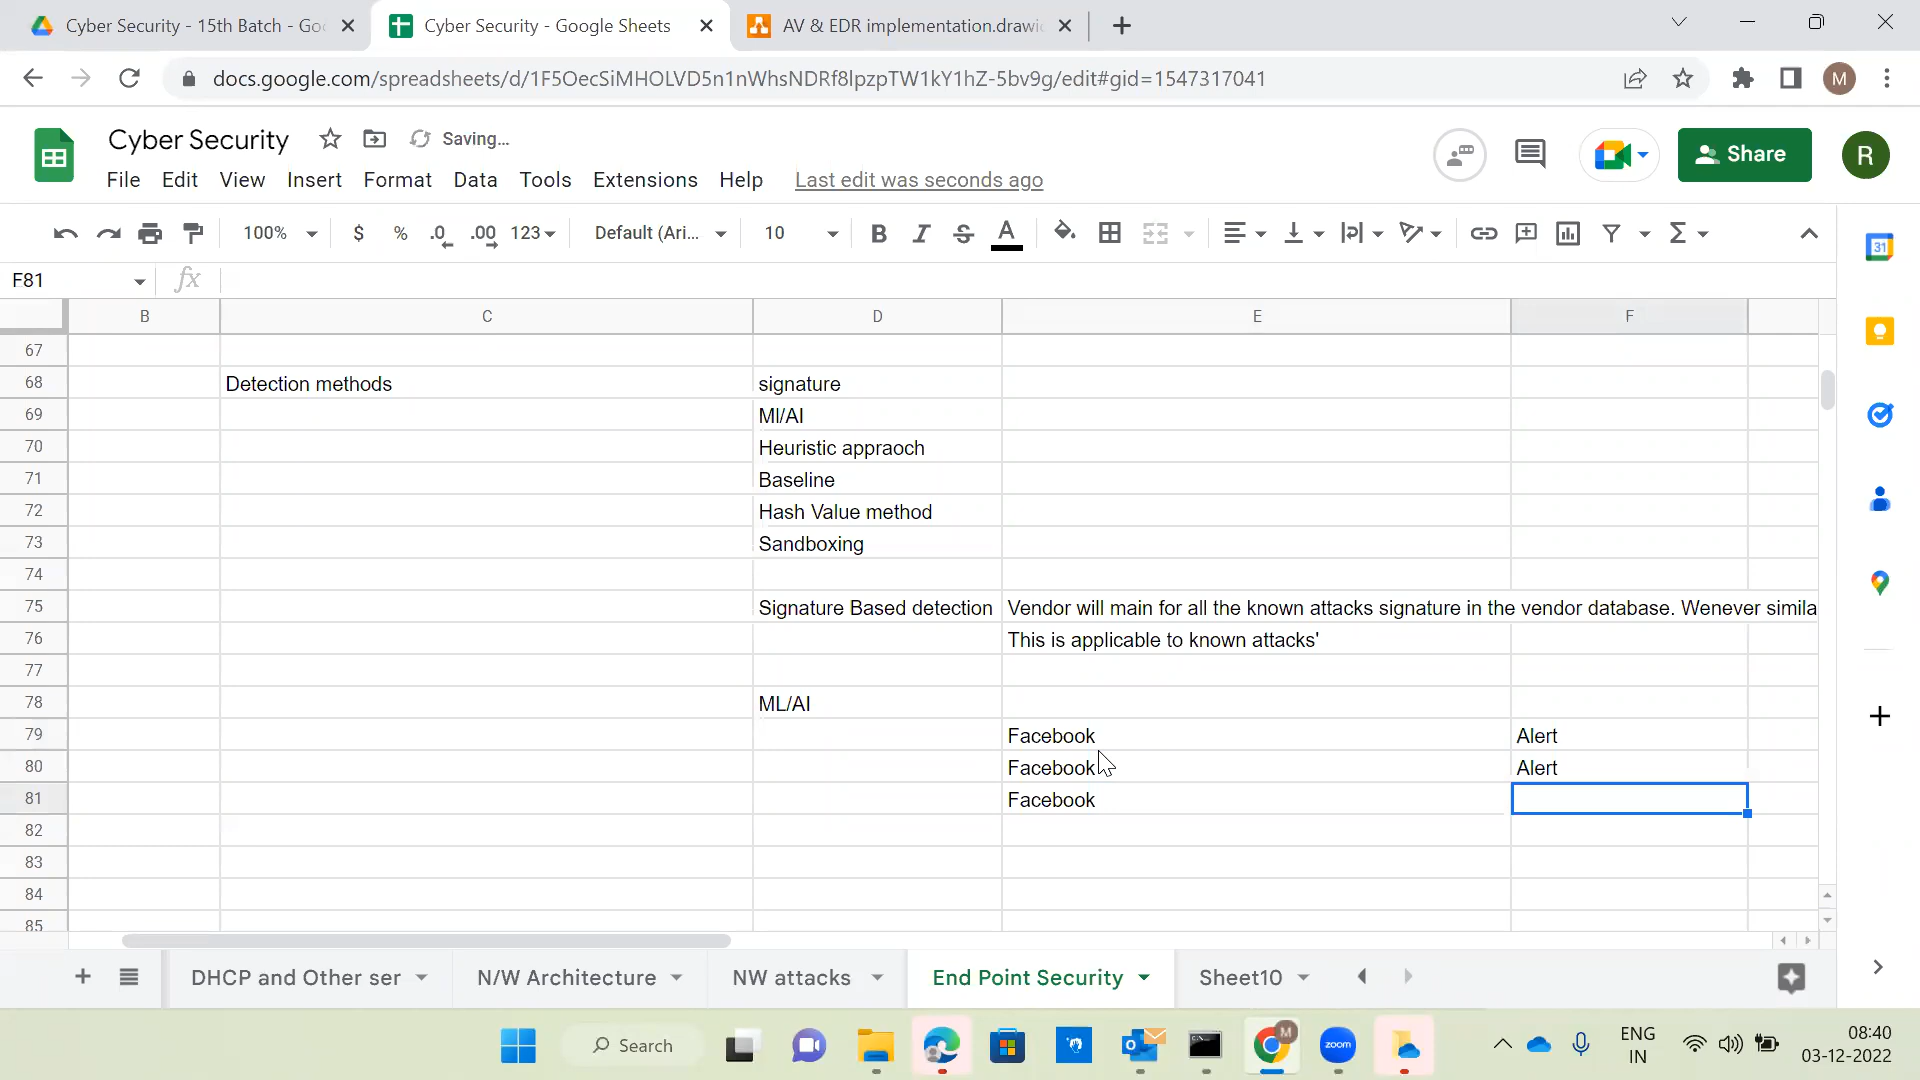 Cyber Security - 15th Batch - Goo
Cyber Security - Google Sheets
AV & EDR implementation.drawio
docs.google.com/spreadsheets/d/1F5OecSiMHOLVD5n1nWhsNDRf8lpzpTW1kY1hZ-5bv9g/edit#gid=1547317041
M
Cyber Security
Saving...
Share
R
File Edit View Insert Format Data Tools Extensions Help Last edit was seconds ago
100% $ % .0 .00 123 Default (Ari... 10 B I S A
31
F81 fx
B C D E F
67
68 Detection methods signature
69 Ml/AI
70 Heuristic appraoch
71 Baseline
72 Hash Value method
73 Sandboxing
74
75 Signature Based detection Vendor will main for all the known attacks signature in the vendor database. Wenever simila
76 This is applicable to known attacks'
77
78 ML/AI
79 Facebook Alert
80 Facebook Alert
81 Facebook
82
83
84
85
DHCP and Other ser N/W Architecture NW attacks End Point Security Sheet10
Search
zoom
M
ENG
IN
08:40
03-12-2022